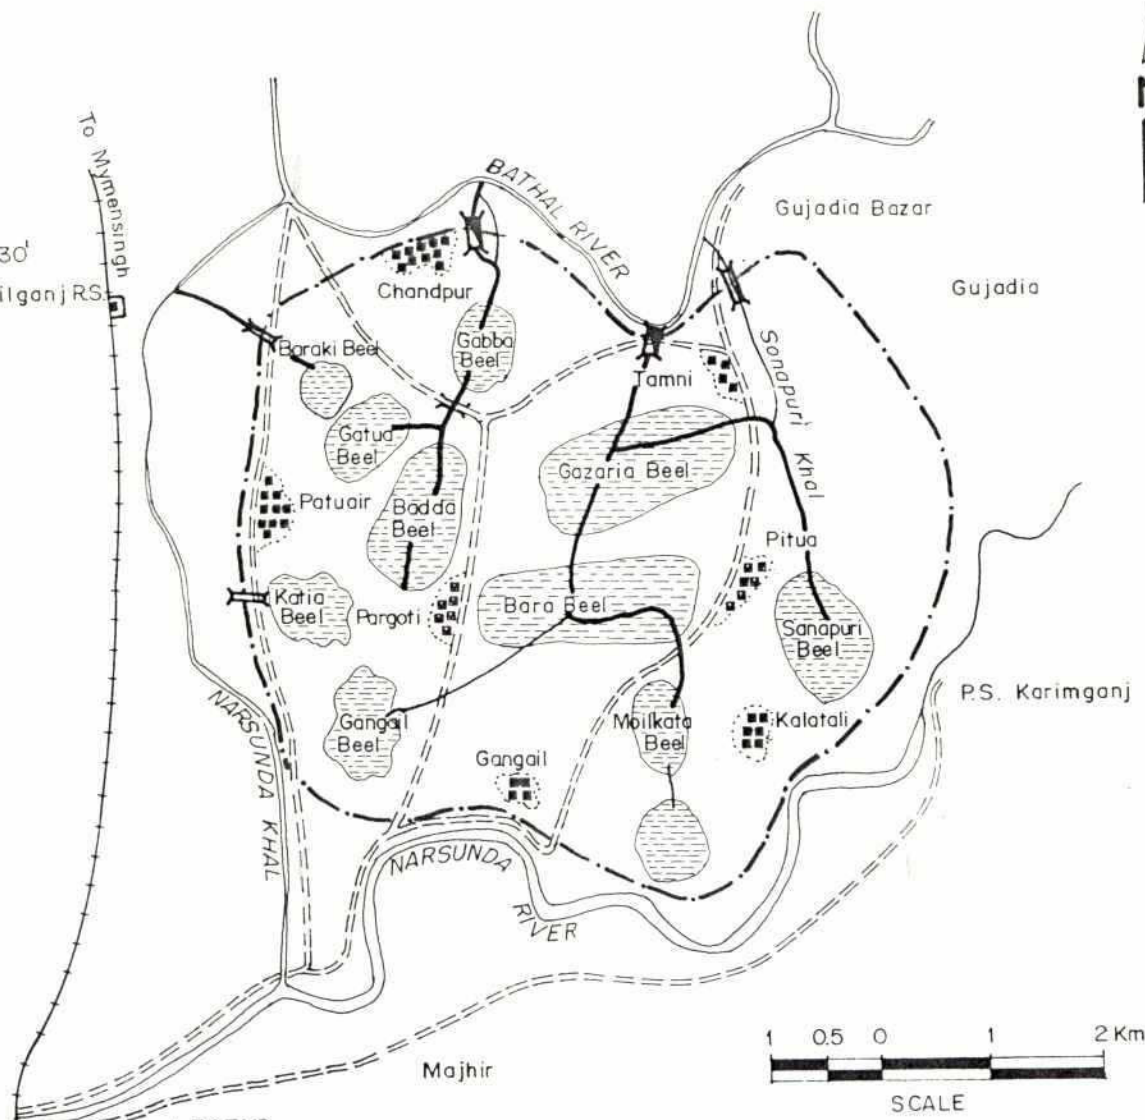 To Mymensingh
30'
ilganj R.S.
BATHAL RIVER
Gujadia Bazar
Gujadia
Chandpur
Baraki Beel
Gabba
Beel
Tamni
Sonapuri Khal
Gatua
Beel
Gazaria Beel
Patuair
Badda
Beel
Pitua
Katia
Beel
Pargoti
Bara Beel
Sanapuri
Beel
NARSUNDA KHAL
Gangail
Beel
Moilkata
Beel
Kalatali
P.S. Karimganj
Gangail
NARSUNDA
RIVER
Majhir
1 0.5 0 1 2 Km
SCALE